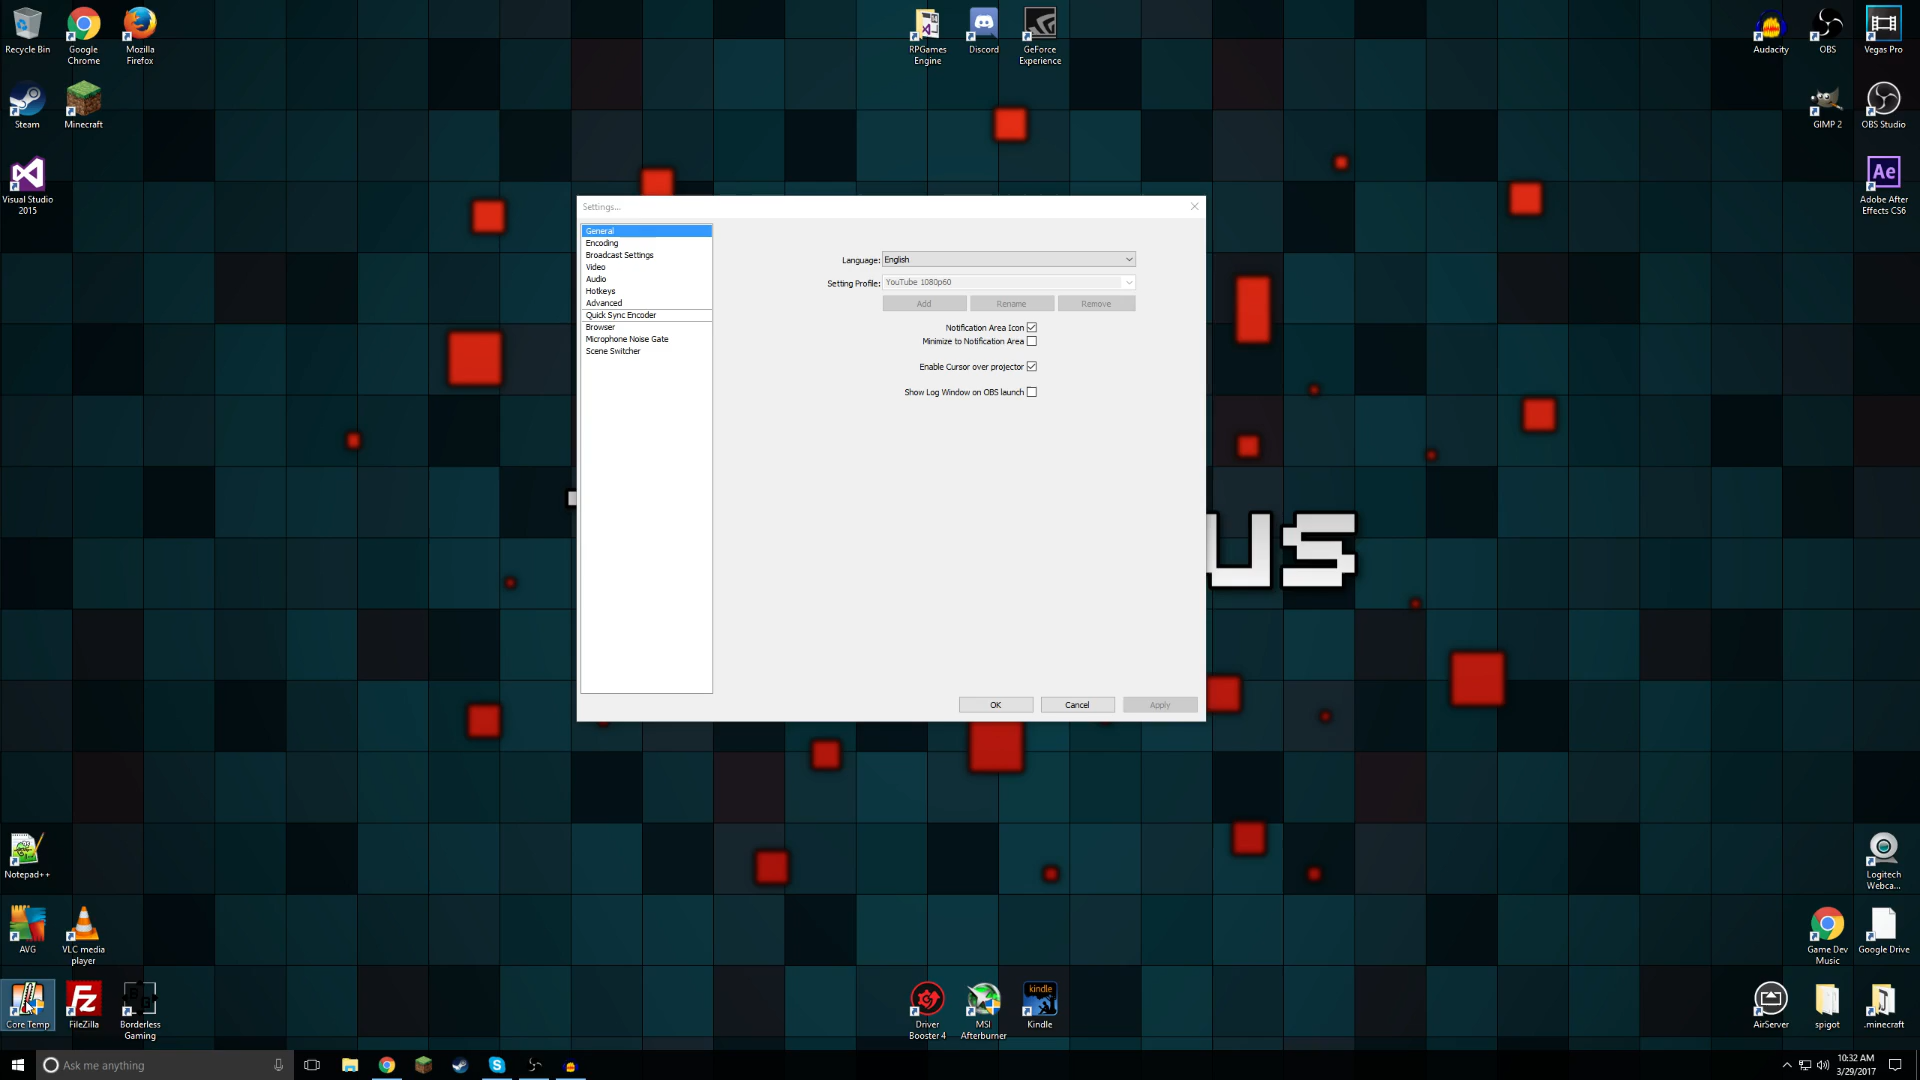 Recycle Bin
Google
Chrome
Mozilla
Firefox
RPGames
Engine
Discord
GeForce
Experience
Audacity
OBS
Vegas Pro
Steam
Minecraft
GIMP 2
OBS Studio
Visual Studio
2015
Ae
Adobe After
Effects CS6
Settings...
General
Encoding
Broadcast Settings
Video
Audio
Hotkeys
Advanced
Quick Sync Encoder
Browser
Microphone Noise Gate
Scene Switcher
Language: English
Setting Profile: YouTube 1080p60
Add
Rename
Remove
Notification Area Icon
Minimize to Notification Area
Enable Cursor over projector
Show Log Window on OBS launch
US
OK
Cancel
Apply
Notepad++
Logitech
Webca...
AVG
VLC media
player
Game Dev
Music
Google Drive
Core Temp
Fz
FileZilla
Borderless
Gaming
Driver
Booster 4
MSI
Afterburner
kindle
Kindle
AirServer
spigot
.minecraft
Ask me anything
10:32 AM
3/29/2017